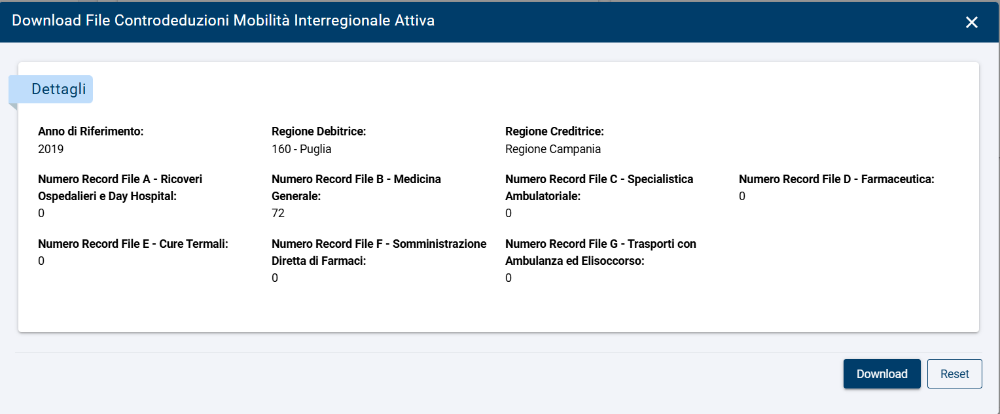 Download File Controdeduzioni Mobilità Interregionale Attiva
Dettagli
Anno di Riferimento:
2019
Regione Debitrice:
160 - Puglia
Regione Creditrice:
Regione Campania
Numero Record File A - Ricoveri
Ospedalieri e Day Hospital:
0
Numero Record File B - Medicina
Generale:
72
Numero Record File C - Specialistica
Ambulatoriale:
0
Numero Record File D - Farmaceutica:
0
Numero Record File E - Cure Termali:
0
Numero Record File F - Somministrazione
Diretta di Farmaci:
0
Numero Record File G - Trasporti con
Ambulanza ed Elisoccorso:
0
Download
Reset